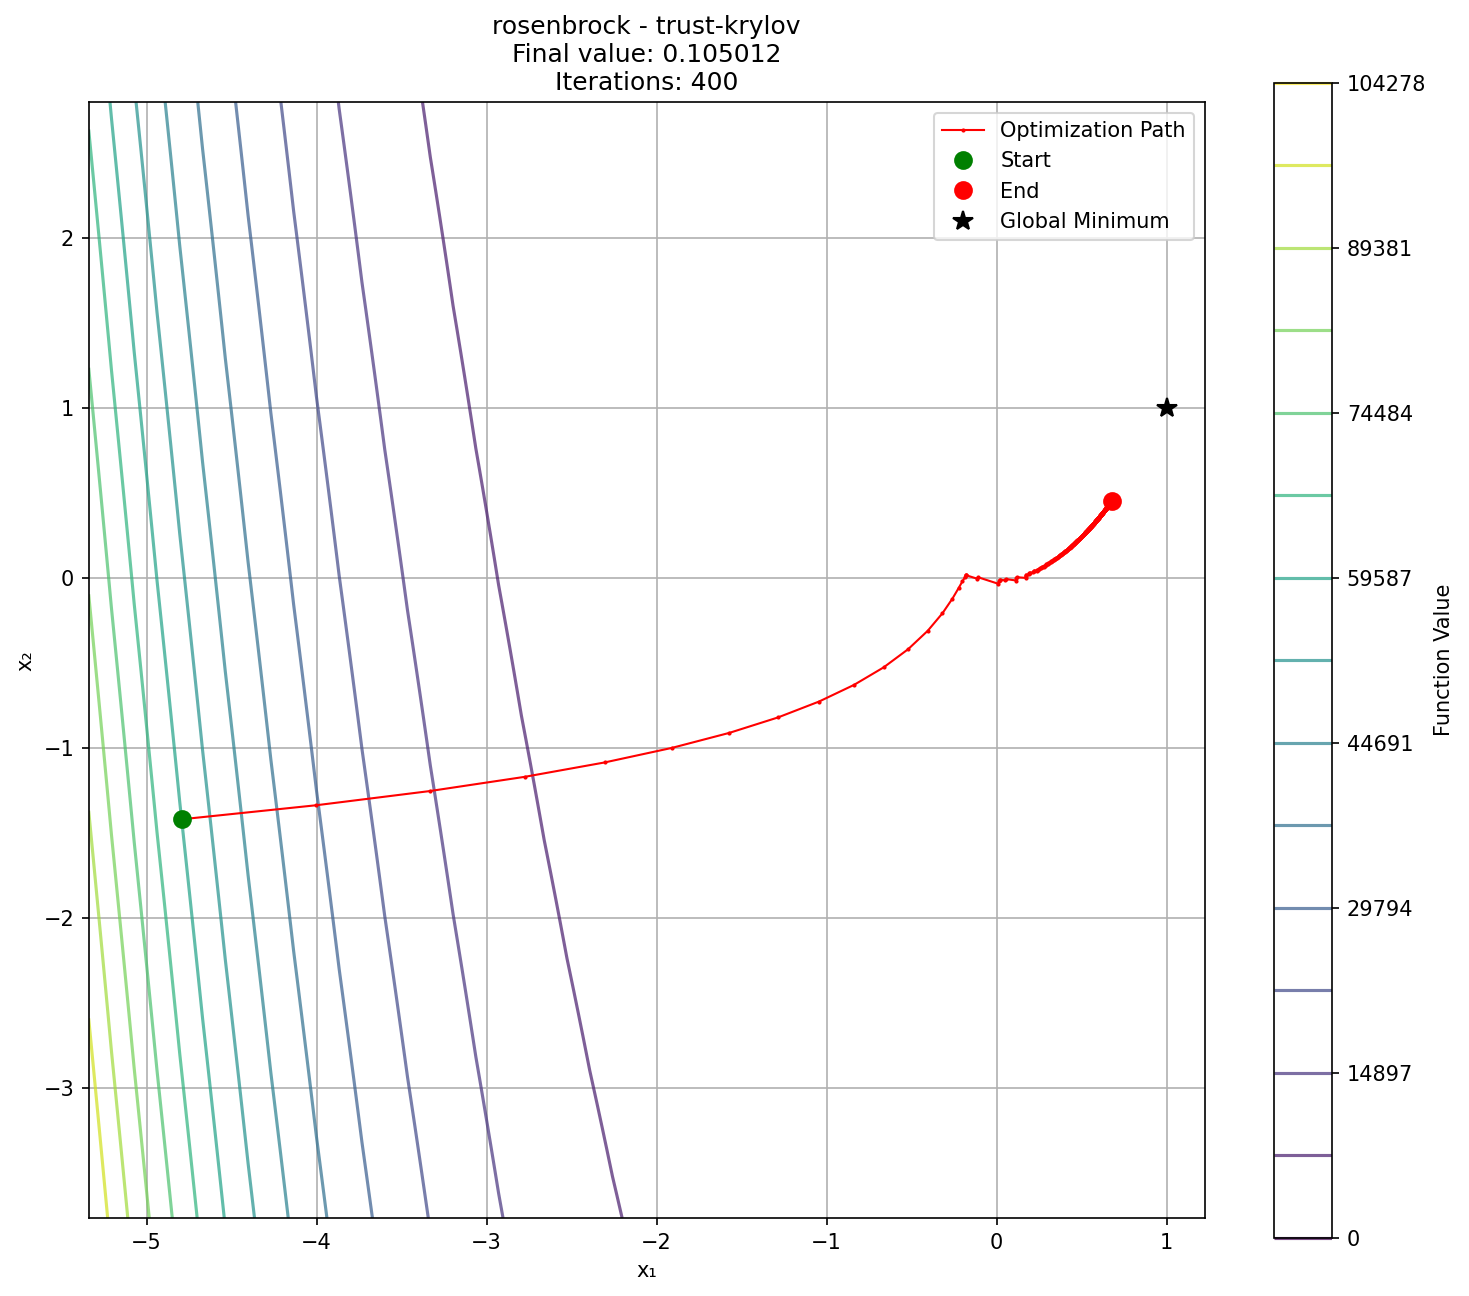 rosenbrock - trust-krylov
Final value: 0.105012
Iterations: 400
Optimization Path
Start
End
Global Minimum
2
1
0
−1
−2
−3
x₂
−5
−4
−3
−2
−1
0
1
x₁
104278
89381
74484
59587
44691
29794
14897
0
Function Value